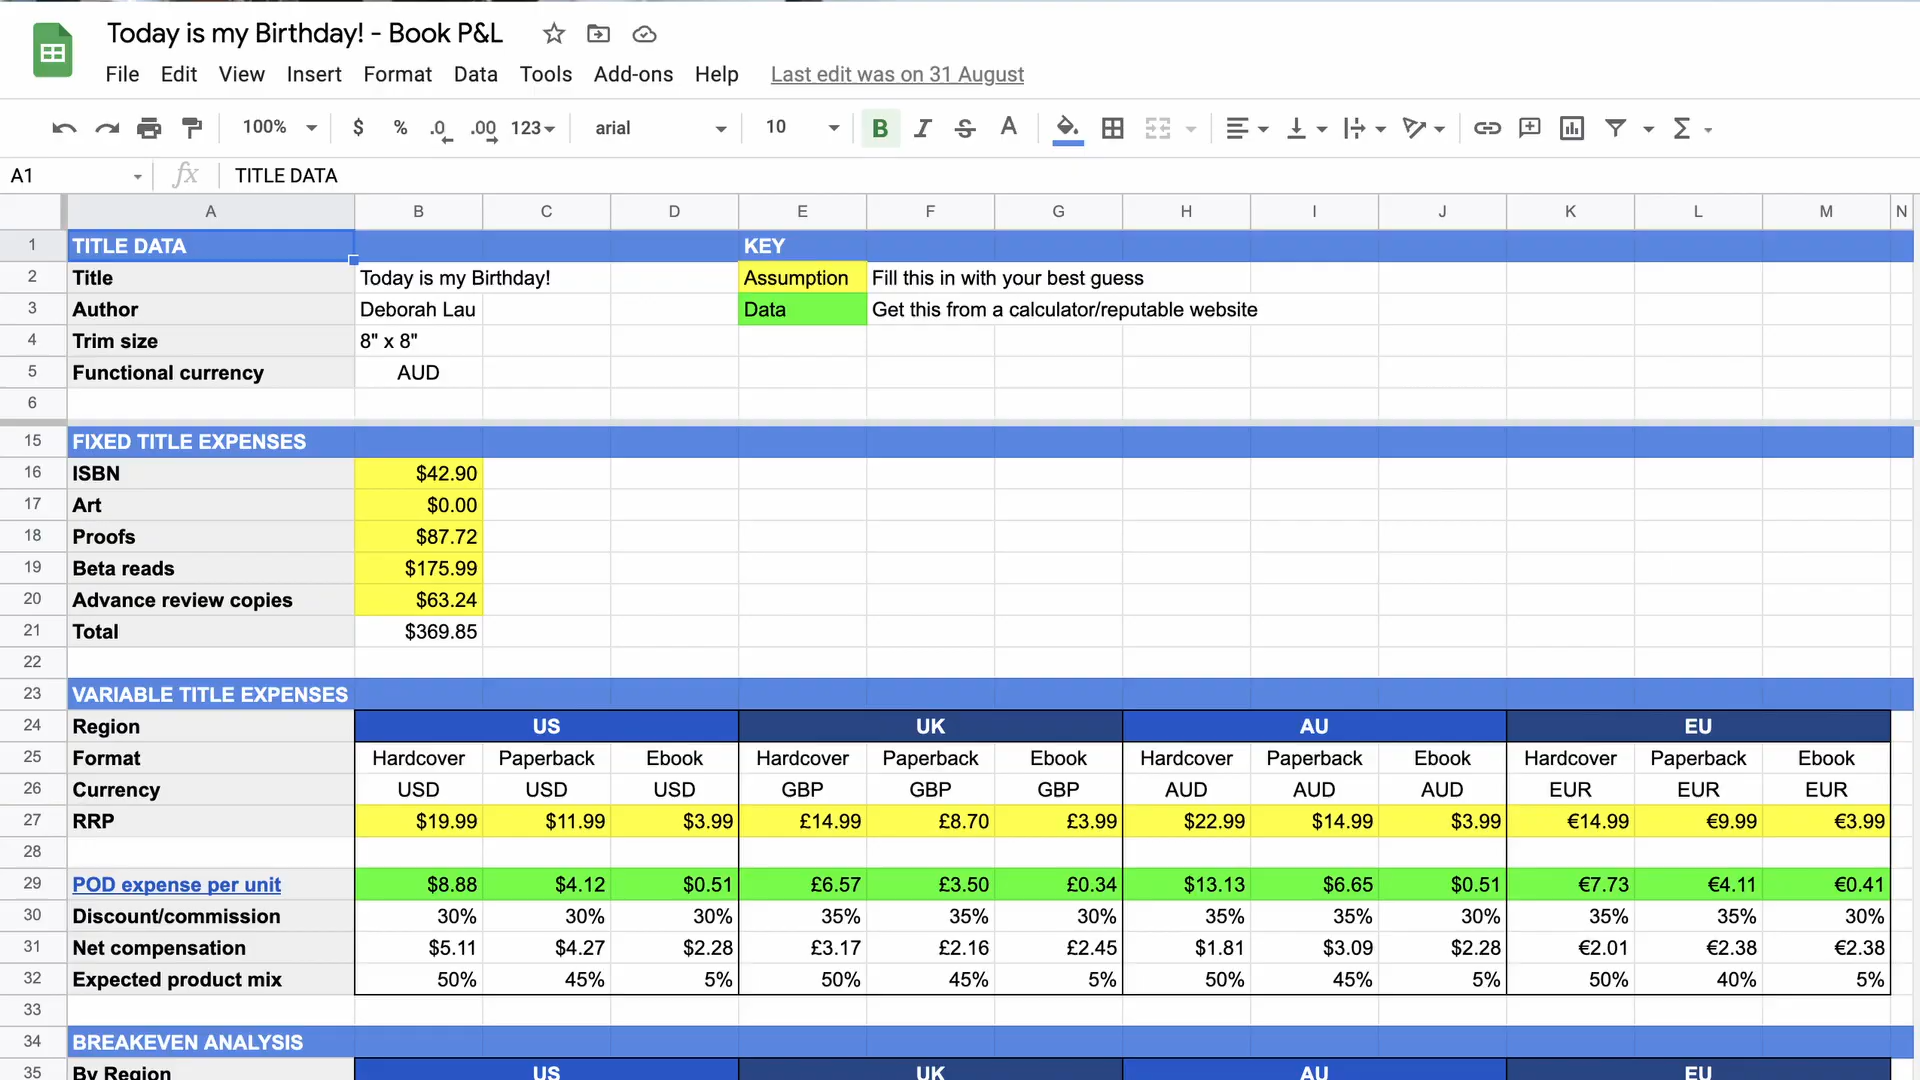 Today is my Birthday! - Book P&L
File Edit View Insert Format Data Tools Add-ons Help Last edit was on 31 August
100% $ % .0 .00 123 arial 10 B I S A
A1 fx TITLE DATA
A B C D E F G H I J K L M N
1 TITLE DATA KEY
2 Title Today is my Birthday! Assumption Fill this in with your best guess
3 Author Deborah Lau Data Get this from a calculator/reputable website
4 Trim size 8" x 8"
5 Functional currency AUD
6
15 FIXED TITLE EXPENSES
16 ISBN $42.90
17 Art $0.00
18 Proofs $87.72
19 Beta reads $175.99
20 Advance review copies $63.24
21 Total $369.85
22
23 VARIABLE TITLE EXPENSES
24 Region US UK AU EU
25 Format Hardcover Paperback Ebook Hardcover Paperback Ebook Hardcover Paperback Ebook Hardcover Paperback Ebook
26 Currency USD USD USD GBP GBP GBP AUD AUD AUD EUR EUR EUR
27 RRP $19.99 $11.99 $3.99 £14.99 £8.70 £3.99 $22.99 $14.99 $3.99 €14.99 €9.99 €3.99
28
29 POD expense per unit $8.88 $4.12 $0.51 £6.57 £3.50 £0.34 $13.13 $6.65 $0.51 €7.73 €4.11 €0.41
30 Discount/commission 30% 30% 30% 35% 35% 30% 35% 35% 30% 35% 35% 30%
31 Net compensation $5.11 $4.27 $2.28 £3.17 £2.16 £2.45 $1.81 $3.09 $2.28 €2.01 €2.38 €2.38
32 Expected product mix 50% 45% 5% 50% 45% 5% 50% 45% 5% 50% 40% 5%
33
34 BREAKEVEN ANALYSIS
35 By Region US UK AU EU